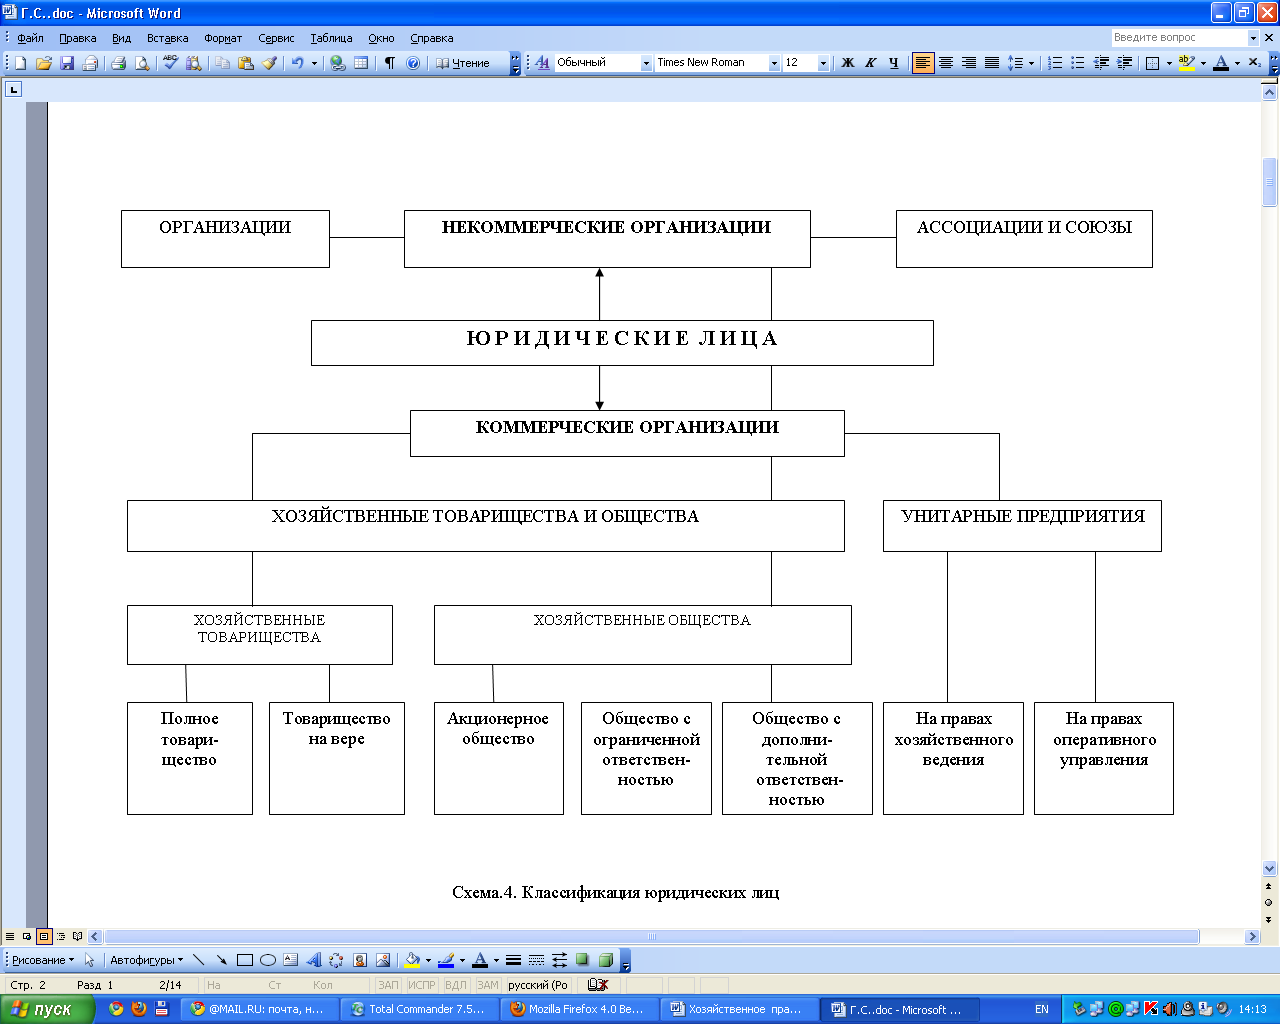 Г.С..doc - Microsoft Word
Файл Правка Вид Вставка Формат Сервис Таблица Окно Справка
Введите вопрос
Чтение
Обычный
Times New Roman
12
Ж К Ч
ОРГАНИЗАЦИИ
НЕКОММЕРЧЕСКИЕ ОРГАНИЗАЦИИ
АССОЦИАЦИИ И СОЮЗЫ
Ю Р И Д И Ч Е С К И Е Л И Ц А
КОММЕРЧЕСКИЕ ОРГАНИЗАЦИИ
ХОЗЯЙСТВЕННЫЕ ТОВАРИЩЕСТВА И ОБЩЕСТВА
УНИТАРНЫЕ ПРЕДПРИЯТИЯ
ХОЗЯЙСТВЕННЫЕ
ТОВАРИЩЕСТВА
ХОЗЯЙСТВЕННЫЕ ОБЩЕСТВА
Полное
товари-
щество
Товарищество
на вере
Акционерное
общество
Общество с
ограниченной
ответствен-
ностью
Общество с
дополни-
тельной
ответствен-
ностью
На правах
хозяйственного
ведения
На правах
оперативного
управления
Схема.4. Классификация юридических лиц
Рисование
Автофигуры
Стр. 2 Разд 1 2/14 На Ст Кол ЗАП ИСПР ВДЛ ЗАМ русский (Ро
пуск
@MAIL.RU: почта, н...
Total Commander 7.5...
Mozilla Firefox 4.0 Be...
Хозяйственное пра...
Г.С..doc - Microsoft ...
EN
14:13